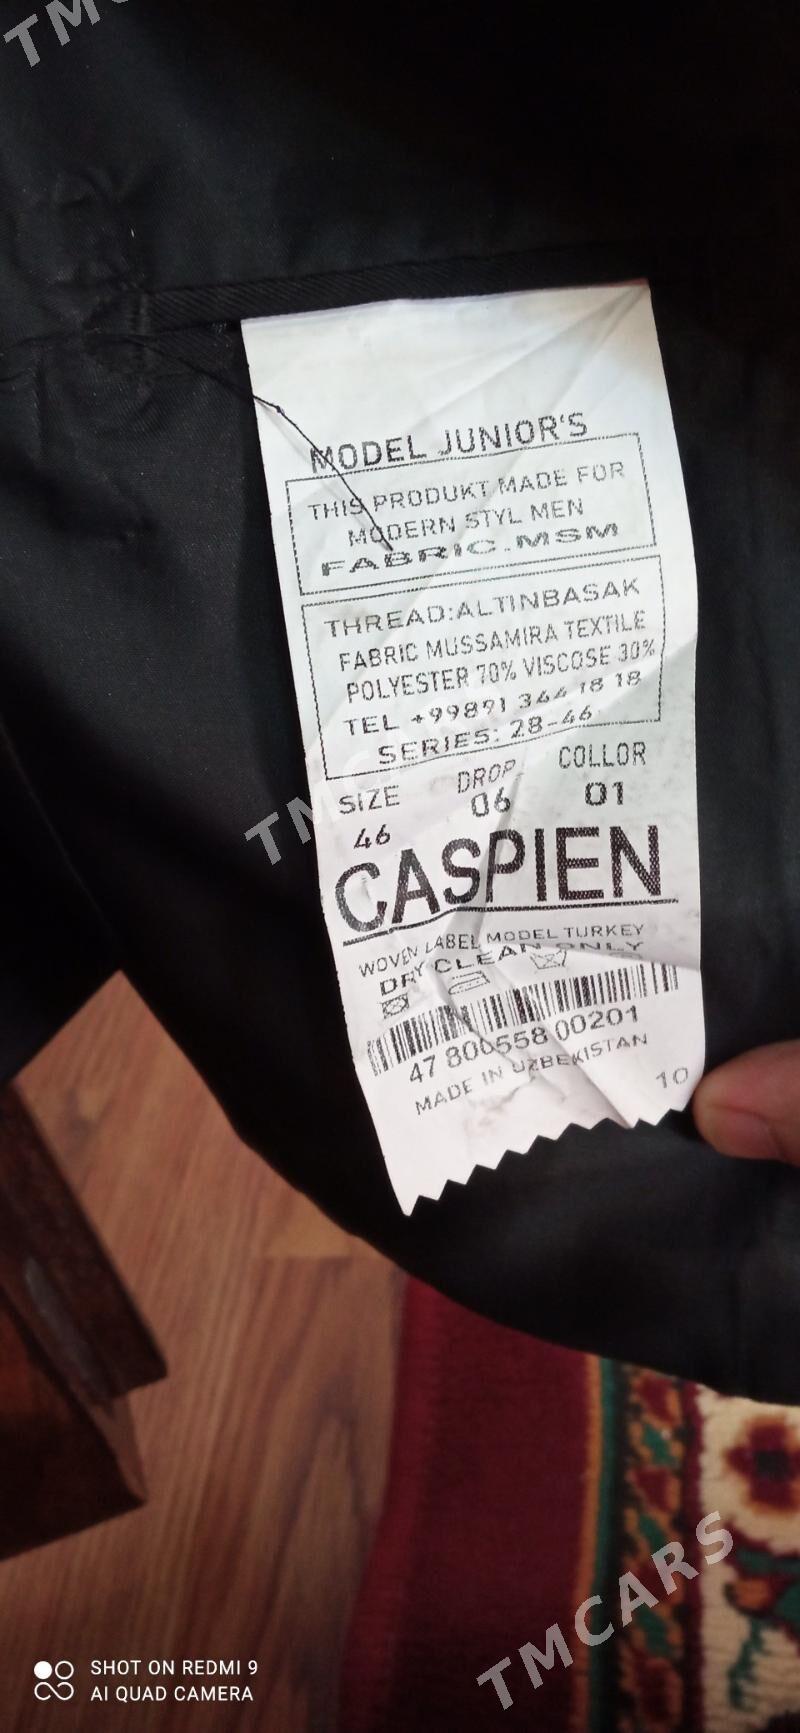 TMC
MODEL JUNIOR'S
THIS PRODUKT MADE FOR
MODERN STYL MEN
FABRIC.MSM
THREAD:ALTINBASAK
FABRIC MUSSAMIRA TEXTILE
POLYESTER 70% VISCOSE 30%
TEL +99891 344 18 18
SERIES: 28-46
SIZE DROP COLLOR
46 06 01
TMCARS
CASPIEN
WOVEN LABEL MODEL TURKEY
DRY CLEAN ONLY
47 800558 00201
MADE IN UZBEKISTAN
10
TMCARS
SHOT ON REDMI 9
AI QUAD CAMERA